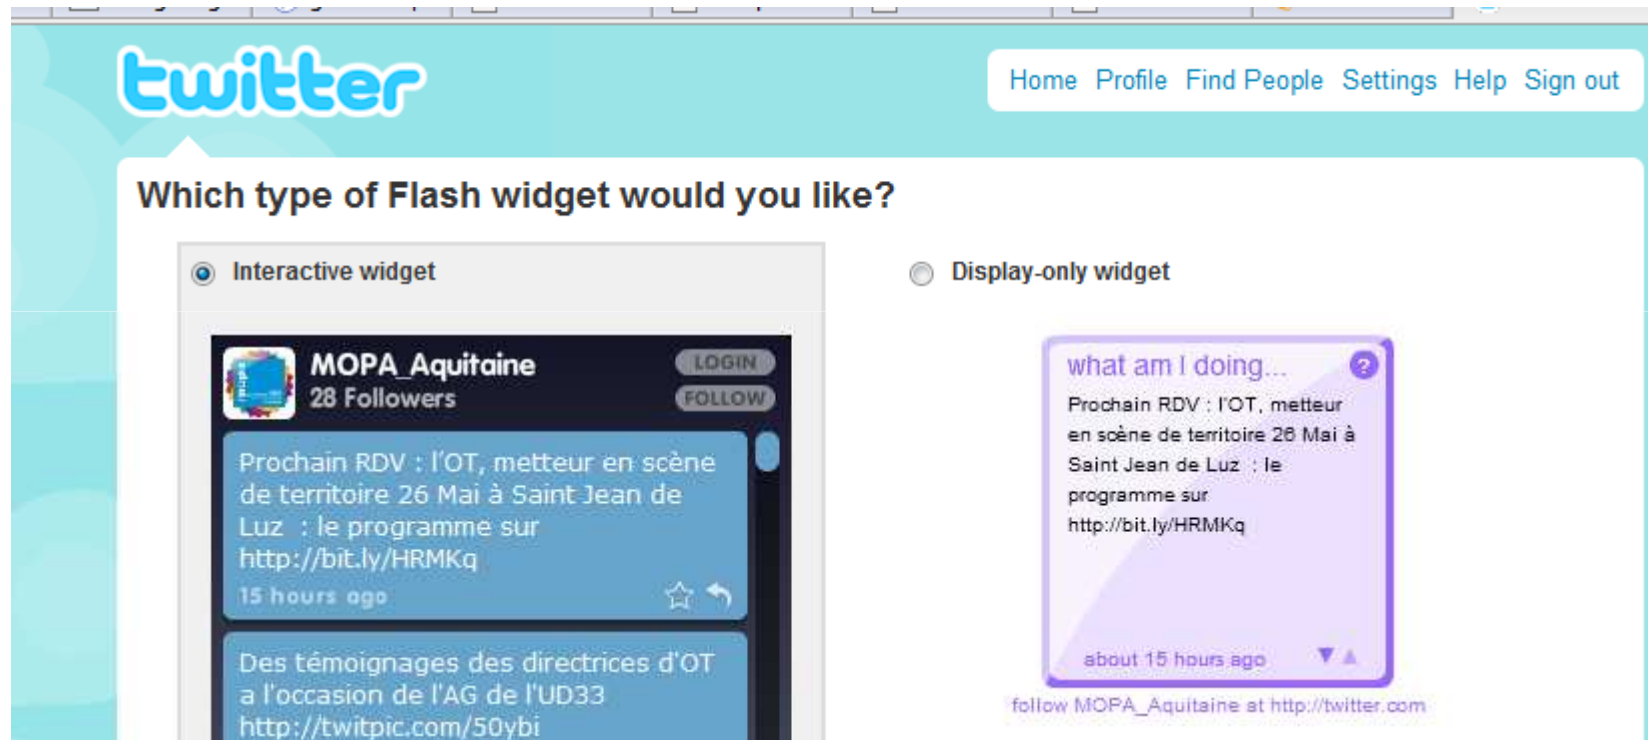 twitter
Home Profile Find People Settings Help Sign out
Which type of Flash widget would you like?
Interactive widget
MOPA_Aquitaine
LOGIN
28 Followers
FOLLOW
Prochain RDV : l'OT, metteur en scène
de territoire 26 Mai à Saint Jean de
Luz : le programme sur
http://bit.ly/HRMKq
15 hours ago
Des témoignages des directrices d'OT
a l'occasion de l'AG de l'UD33
http://twitpic.com/50ybi
Display-only widget
what am I doing...
?
Prochain RDV : l'OT, metteur
en scène de territoire 26 Mai à
Saint Jean de Luz : le
programme sur
http://bit.ly/HRMKq
about 15 hours ago
follow MOPA_Aquitaine at http://twitter.com